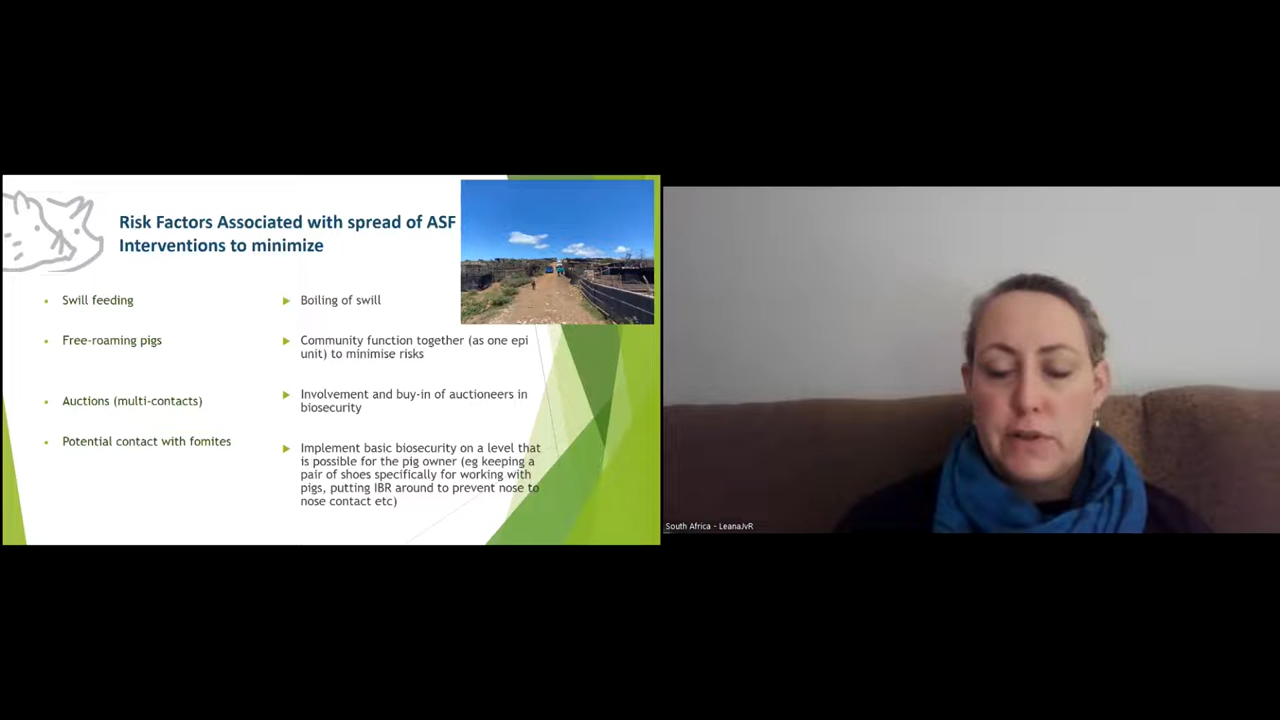 Risk Factors Associated with spread of ASF
Interventions to minimize
Swill feeding
Free-roaming pigs
Auctions (multi-contacts)
Potential contact with fomites
Boiling of swill
Community function together (as one epi
unit) to minimise risks
Involvement and buy-in of auctioneers in
biosecurity
Implement basic biosecurity on a level that
is possible for the pig owner (eg keeping a
pair of shoes specifically for working with
pigs, putting IBR around to prevent nose to
nose contact etc)
South Africa - LeanaJvR